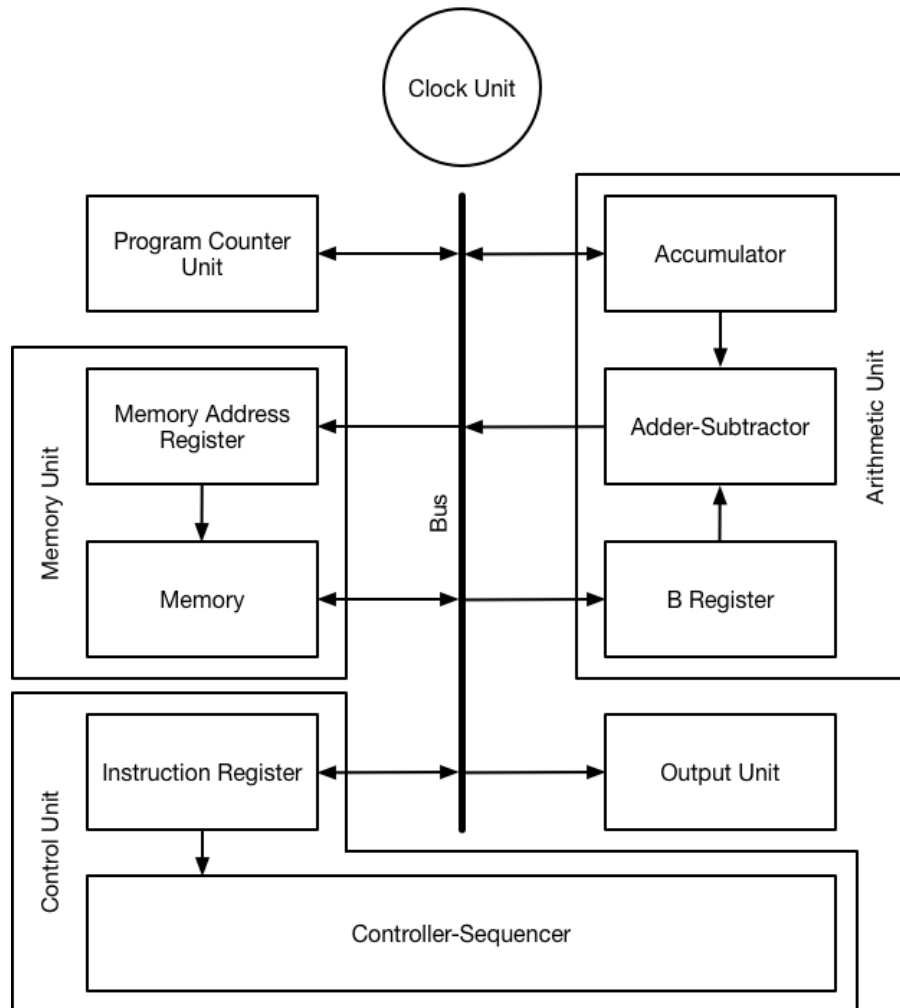 Clock Unit
Program Counter
Unit
Accumulator
Memory Address
Register
Adder-Subtractor
Arithmetic Unit
Memory Unit
Bus
Memory
B Register
Instruction Register
Output Unit
Control Unit
Controller-Sequencer